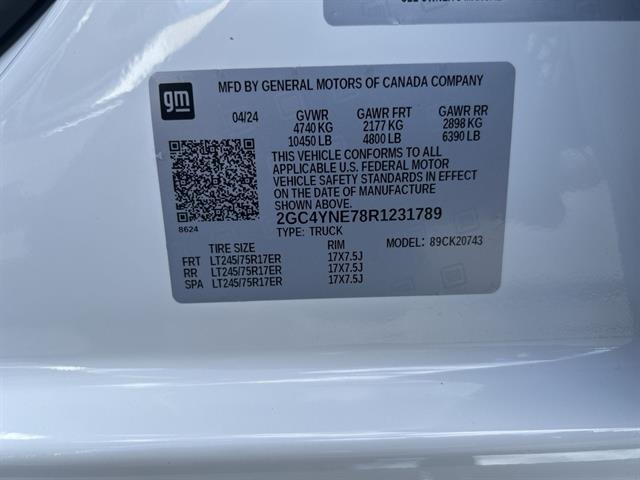 gm
MFD BY GENERAL MOTORS OF CANADA COMPANY
04/24 GVWR GAWR FRT GAWR RR
4740 KG 2177 KG 2898 KG
10450 LB 4800 LB 6390 LB
THIS VEHICLE CONFORMS TO ALL
APPLICABLE U.S. FEDERAL MOTOR
VEHICLE SAFETY STANDARDS IN EFFECT
ON THE DATE OF MANUFACTURE
SHOWN ABOVE.
8624
2GC4YNE78R1231789
TYPE: TRUCK MODEL: 89CK20743
TIRE SIZE RIM
FRT LT245/75R17ER 17X7.5J
RR LT245/75R17ER 17X7.5J
SPA LT245/75R17ER 17X7.5J